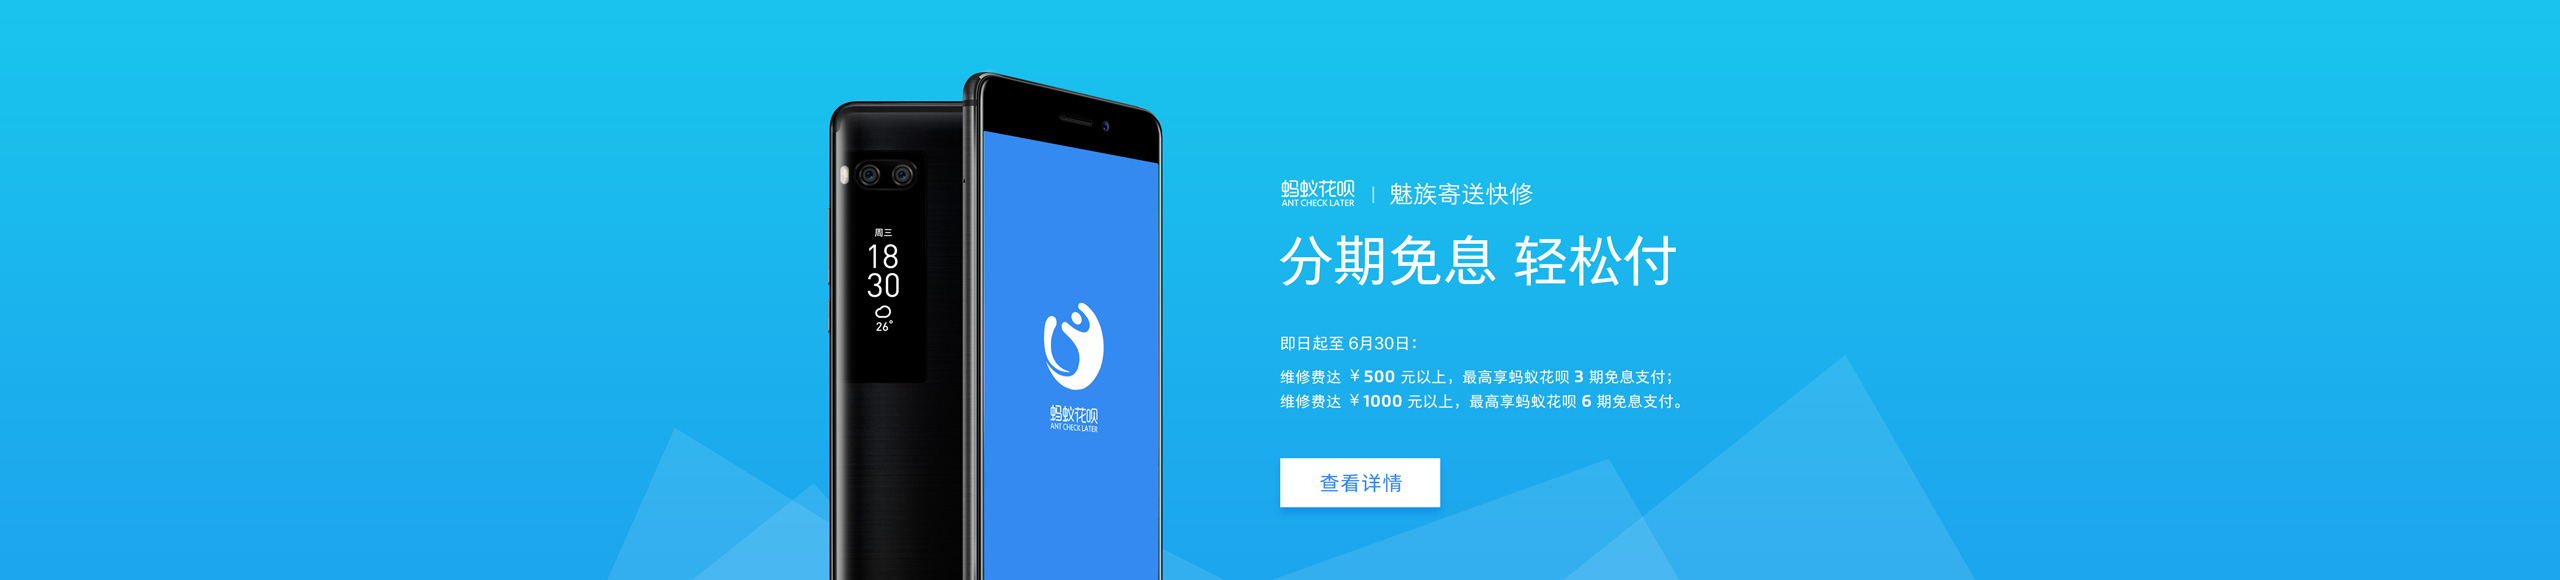 周三
18
30
26°
蚂蚁花呗
ANT CHECK LATER
蚂蚁花呗
ANT CHECK LATER
| 魅族寄送快修
分期免息 轻松付
即日起至 6月30日：
维修费达 ￥500 元以上，最高享蚂蚁花呗 3 期免息支付；
维修费达 ￥1000 元以上，最高享蚂蚁花呗 6 期免息支付。
查看详情